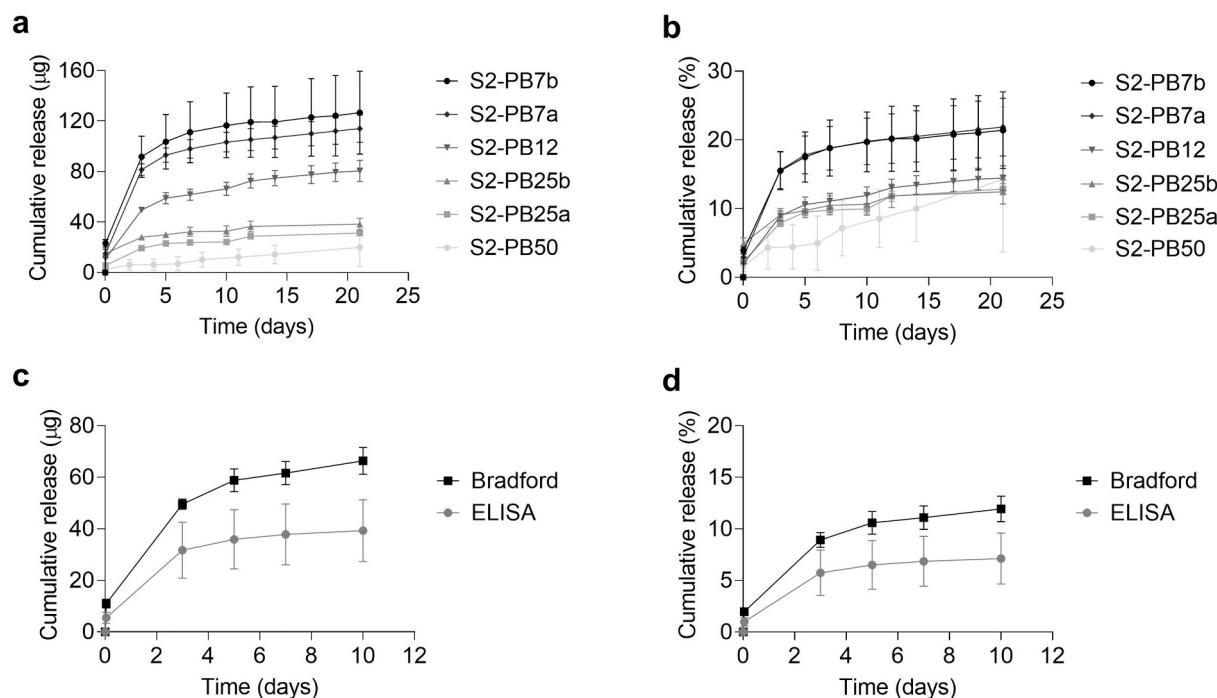 a
Cumulative release (µg)
160
120
80
40
0
0 5 10 15 20 25
Time (days)
S2-PB7b
S2-PB7a
S2-PB12
S2-PB25b
S2-PB25a
S2-PB50
b
Cumulative release (%)
30
20
10
0
0 5 10 15 20 25
Time (days)
S2-PB7b
S2-PB7a
S2-PB12
S2-PB25b
S2-PB25a
S2-PB50
c
Cumulative release (µg)
80
60
40
20
0
0 2 4 6 8 10 12
Time (days)
Bradford
ELISA
d
Cumulative release (%)
20
15
10
5
0
0 2 4 6 8 10 12
Time (days)
Bradford
ELISA